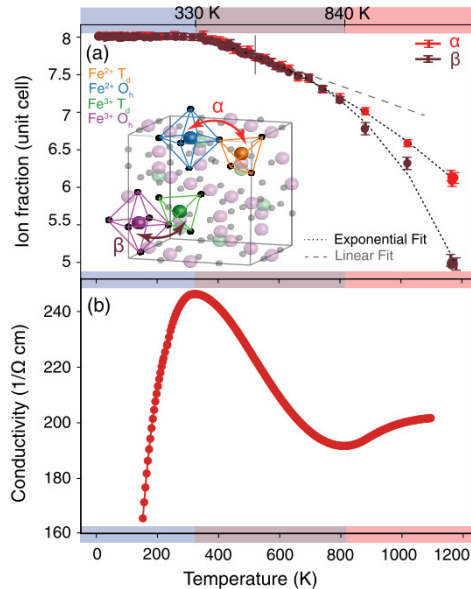 330 K 840 K
(a)
α
β
8
7.5
7
6.5
6
5.5
5
Ion fraction (unit cell)
Fe²⁺ T_d
Fe²⁺ O_h
Fe³⁺ T_d
Fe³⁺ O_h
α
β
Exponential Fit
Linear Fit
(b)
240
220
200
180
160
Conductivity (1/Ω cm)
0 200 400 600 800 1000 1200
Temperature (K)